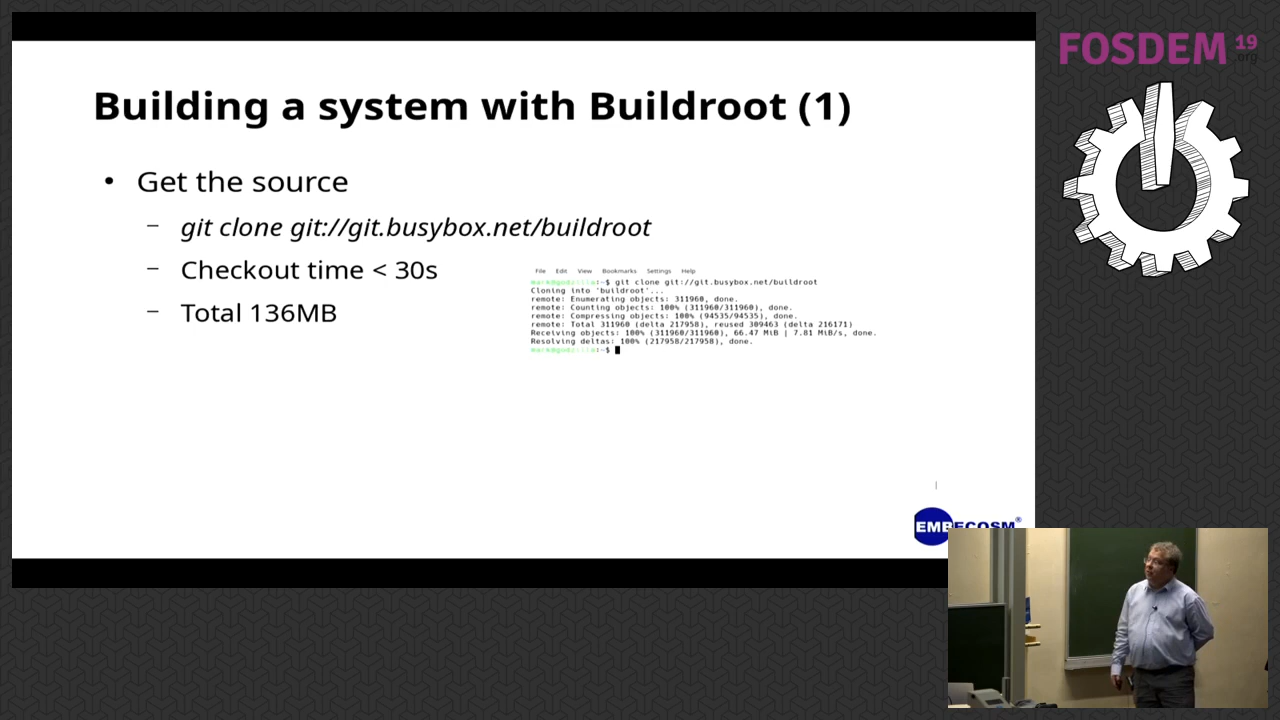 Building a system with Buildroot (1)
• Get the source
– git clone git://git.busybox.net/buildroot
– Checkout time < 30s
– Total 136MB
File Edit View Bookmarks Settings Help
:~$ git clone git://git.busybox.net/buildroot
Cloning into 'buildroot'...
remote: Enumerating objects: 311960, done.
remote: Counting objects: 100% (311960/311960), done.
remote: Compressing objects: 100% (94535/94535), done.
remote: Total 311960 (delta 217958), reused 309463 (delta 216171)
Receiving objects: 100% (311960/311960), 66.47 MiB | 7.81 MiB/s, done.
Resolving deltas: 100% (217958/217958), done.
:~$
EMBECOSM®
FOSDEM 19
.org